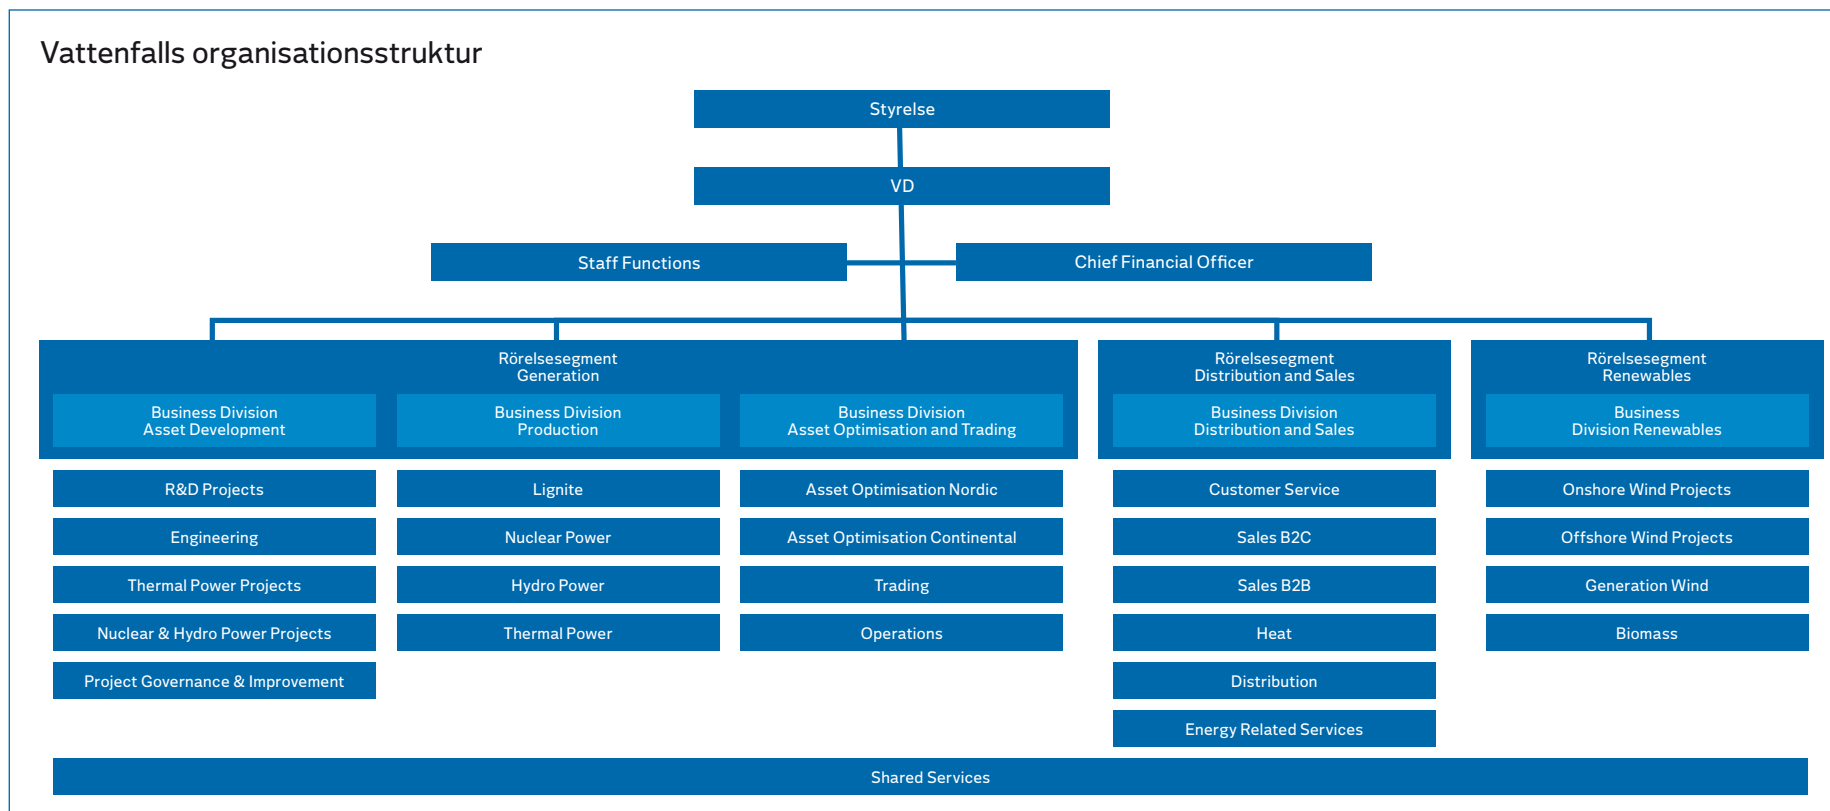 Vattenfalls organisationsstruktur
Styrelse
VD
Staff Functions
Chief Financial Officer
Rörelsesegment
Generation
Business Division
Asset Development
Business Division
Production
Business Division
Asset Optimisation and Trading
Rörelsesegment
Distribution and Sales
Business Division
Distribution and Sales
Rörelsesegment
Renewables
Business
Division Renewables
R&D Projects
Engineering
Thermal Power Projects
Nuclear & Hydro Power Projects
Project Governance & Improvement
Lignite
Nuclear Power
Hydro Power
Thermal Power
Asset Optimisation Nordic
Asset Optimisation Continental
Trading
Operations
Customer Service
Sales B2C
Sales B2B
Heat
Distribution
Energy Related Services
Onshore Wind Projects
Offshore Wind Projects
Generation Wind
Biomass
Shared Services